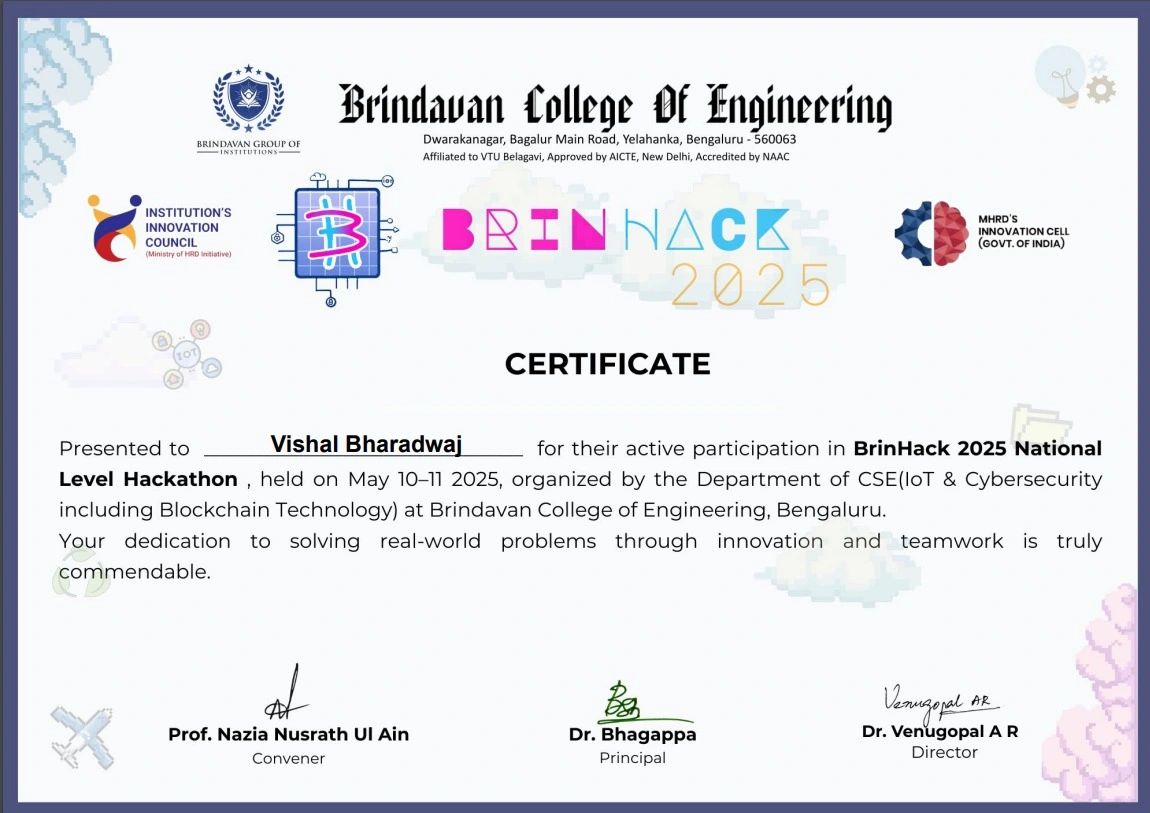 Brindavan College Of Engineering
BRINDAVAN GROUP OF
INSTITUTIONS
Dwarakanagar, Bagalur Main Road, Yelahanka, Bengaluru - 560063
Affiliated to VTU Belagavi, Approved by AICTE, New Delhi, Accredited by NAAC
INSTITUTION'S
INNOVATION
COUNCIL
(Ministry of HRD Initiative)
B
BRINHACK
2025
MHRD'S
INNOVATION CELL
(GOVT. OF INDIA)
IOT
CERTIFICATE
Presented to Vishal Bharadwaj for their active participation in BrinHack 2025 National
Level Hackathon , held on May 10–11 2025, organized by the Department of CSE(IoT & Cybersecurity
including Blockchain Technology) at Brindavan College of Engineering, Bengaluru.
Your dedication to solving real-world problems through innovation and teamwork is truly
commendable.
Venugopal AR
Prof. Nazia Nusrath Ul Ain
Convener
Dr. Bhagappa
Principal
Dr. Venugopal A R
Director